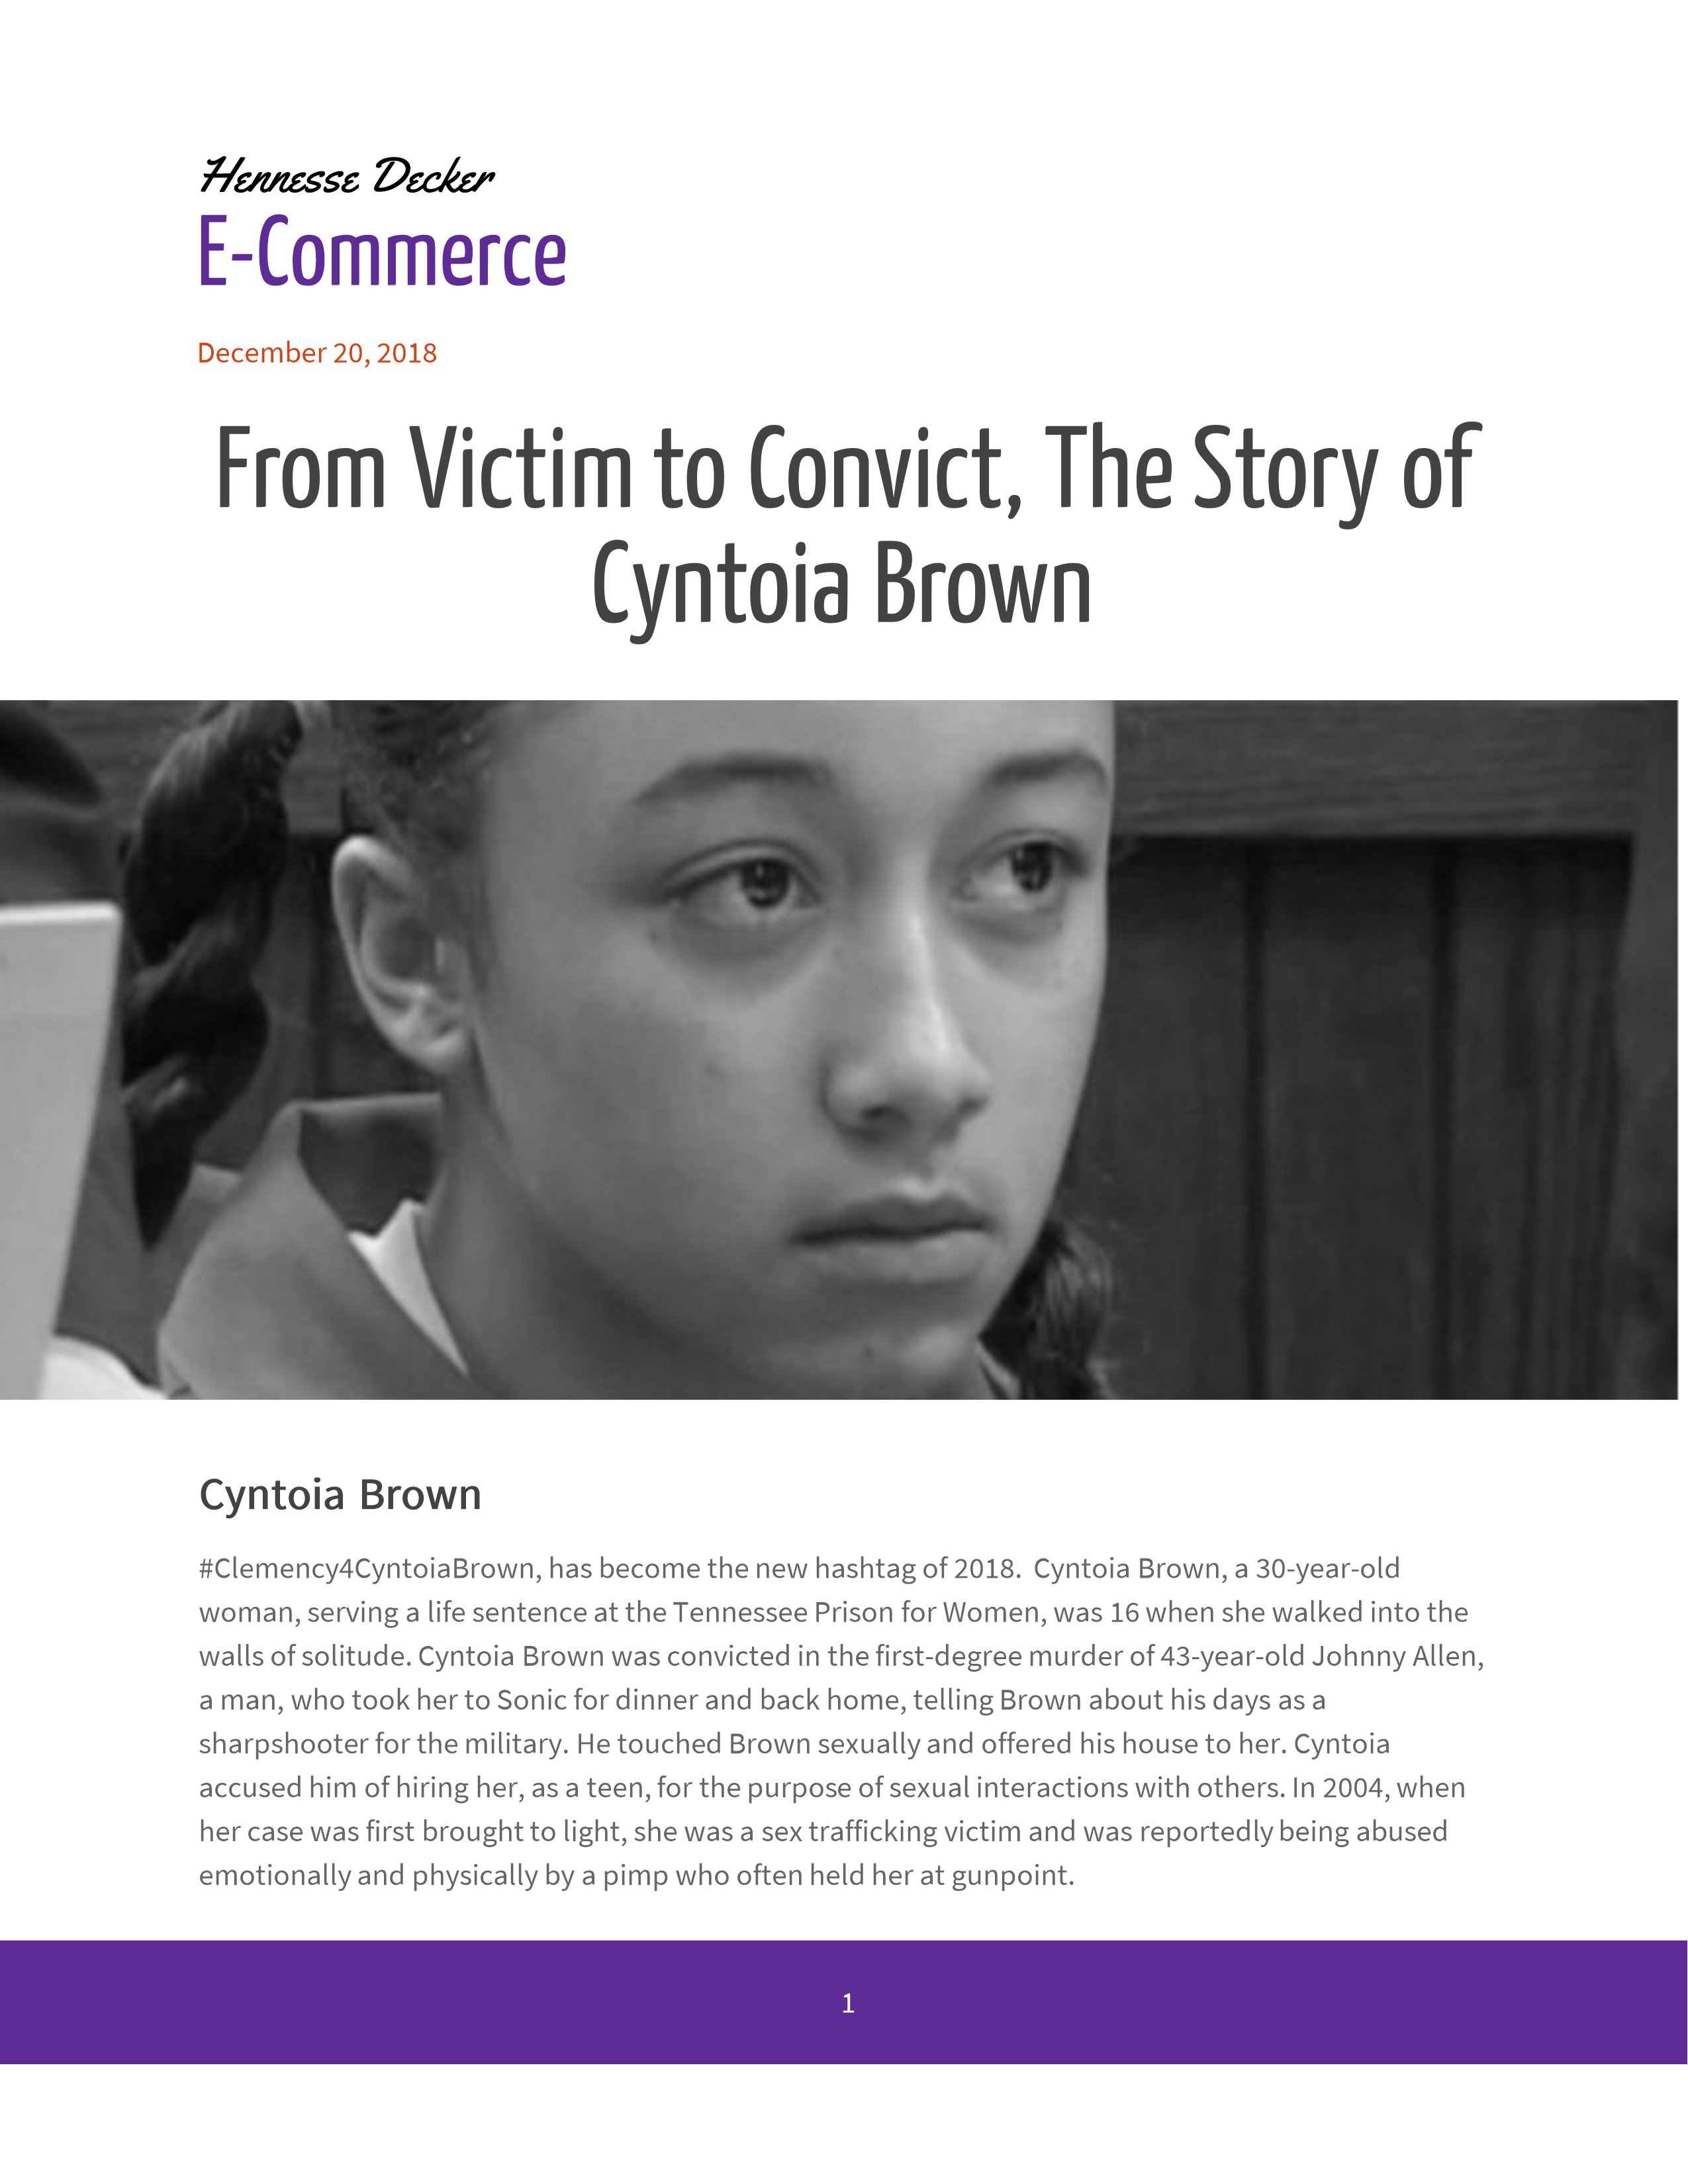 Hennesse Decker
E-Commerce
December 20, 2018
From Victim to Convict, The Story of
Cyntoia Brown
Cyntoia Brown
#Clemency4CyntoiaBrown, has become the new hashtag of 2018.  Cyntoia Brown, a 30-year-old
woman, serving a life sentence at the Tennessee Prison for Women, was 16 when she walked into the
walls of solitude. Cyntoia Brown was convicted in the first-degree murder of 43-year-old Johnny Allen,
a man, who took her to Sonic for dinner and back home, telling Brown about his days as a
sharpshooter for the military. He touched Brown sexually and offered his house to her. Cyntoia
accused him of hiring her, as a teen, for the purpose of sexual interactions with others. In 2004, when
her case was first brought to light, she was a sex trafficking victim and was reportedly being abused
emotionally and physically by a pimp who often held her at gunpoint.
1